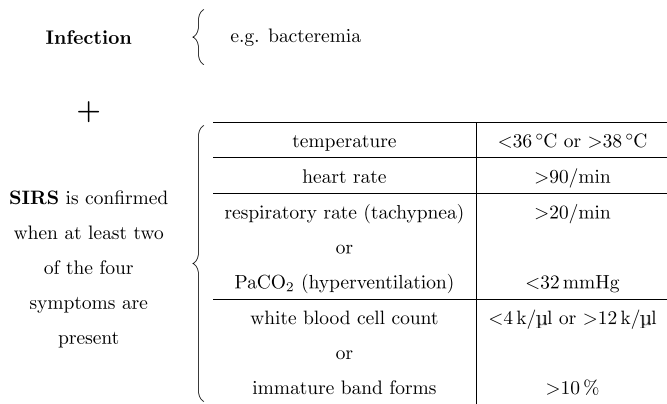 Infection
e.g. bacteremia
+
SIRS is confirmed
when at least two
of the four
symptoms are
present
temperature <36 °C or >38 °C
heart rate >90/min
respiratory rate (tachypnea) >20/min
or
PaCO₂ (hyperventilation) <32 mmHg
white blood cell count <4 k/µl or >12 k/µl
or
immature band forms >10 %